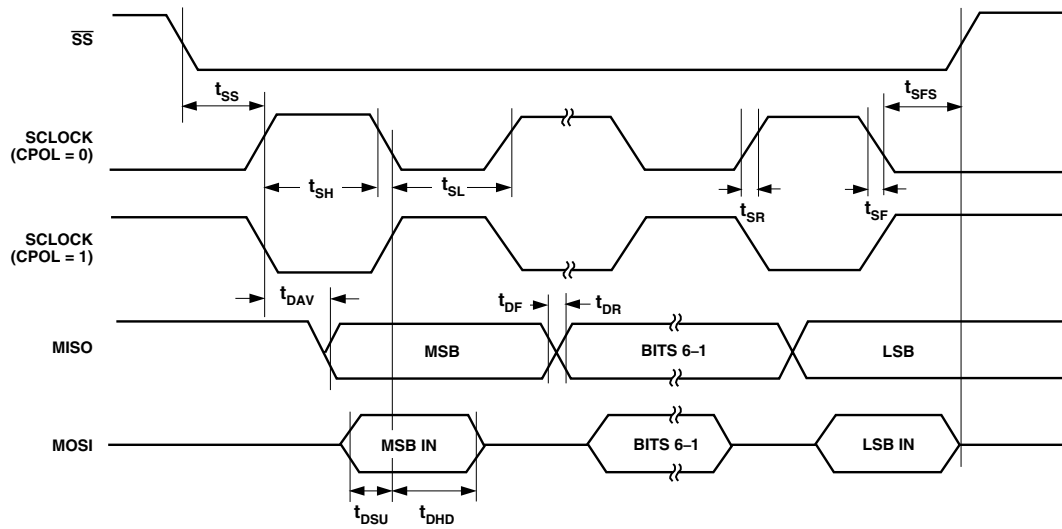 SS
tSS
tSFS
SCLOCK
(CPOL = 0)
tSH
tSL
tSR
tSF
SCLOCK
(CPOL = 1)
tDAV
tDF
tDR
MISO
MSB
BITS 6–1
LSB
MOSI
MSB IN
BITS 6–1
LSB IN
tDSU
tDHD